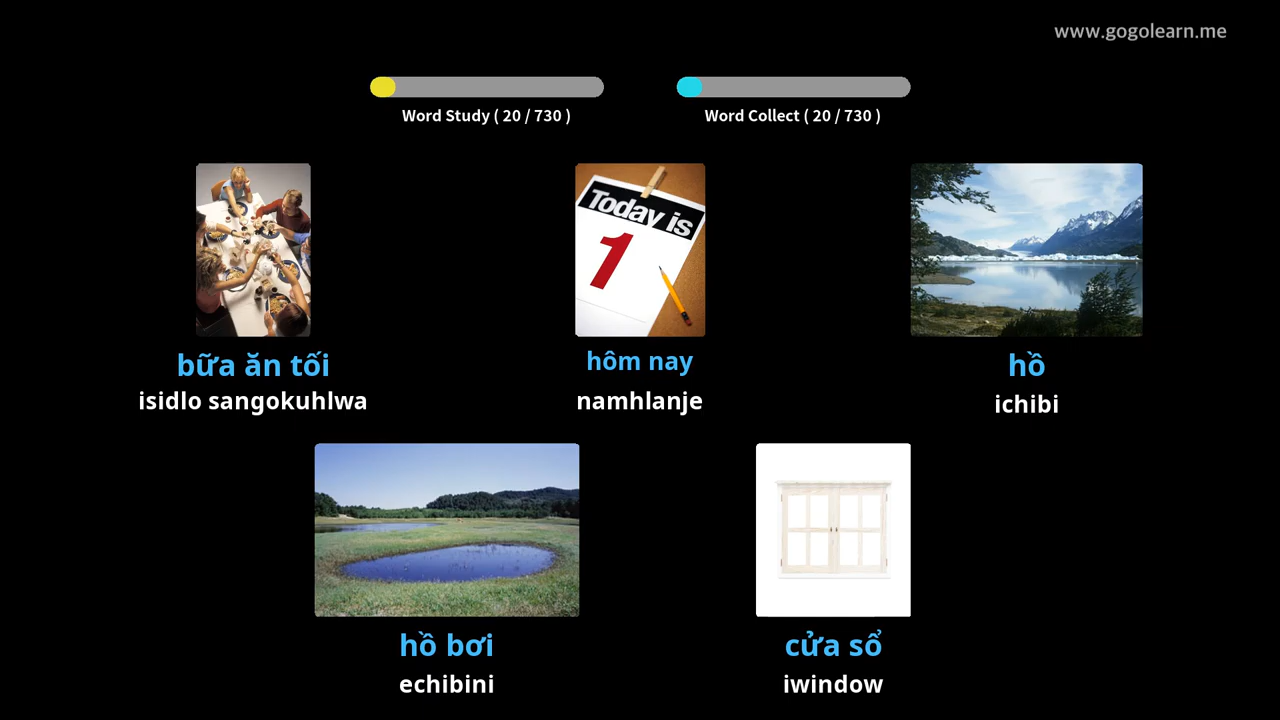 www.gogolearn.me
Word Study ( 20 / 730 )
Word Collect ( 20 / 730 )
Today is
1
bữa ăn tối
isidlo sangokuhlwa
hôm nay
namhlanje
hồ
ichibi
hồ bơi
echibini
cửa sổ
iwindow